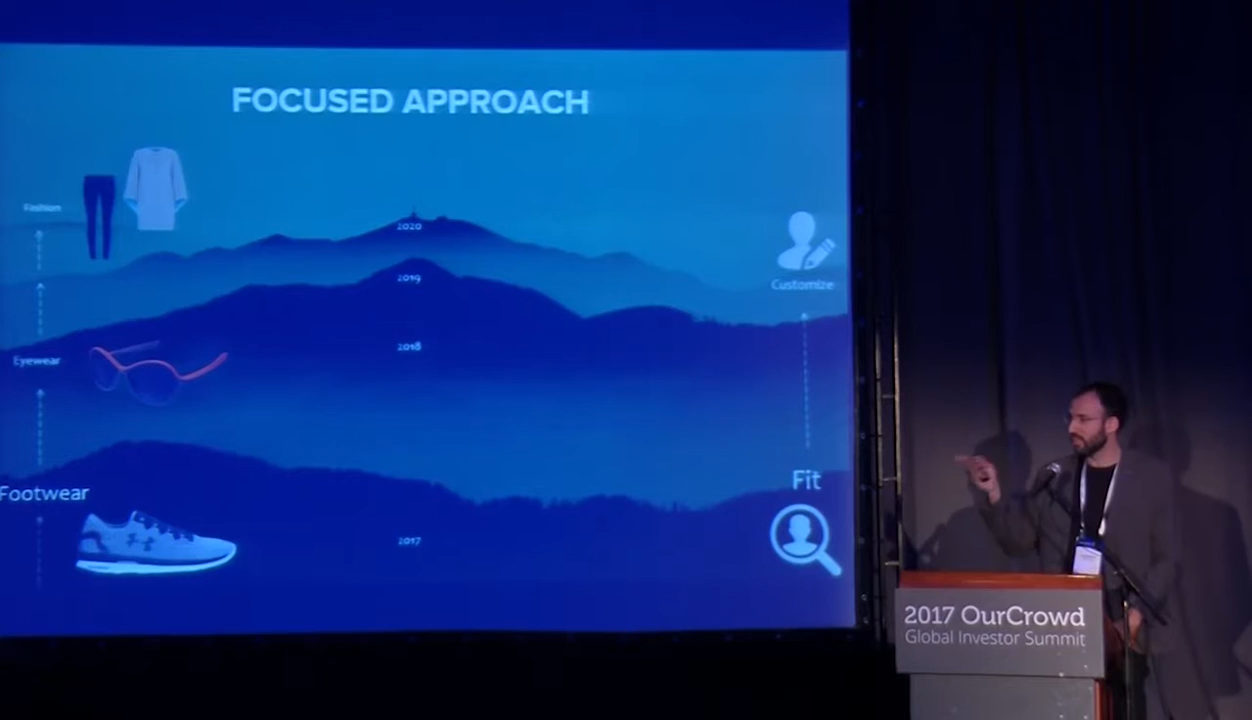 FOCUSED APPROACH
Fashion
2020
2019
Customize
2018
Eyewear
Footwear
Fit
2017
2017 OurCrowd
Global Investor Summit